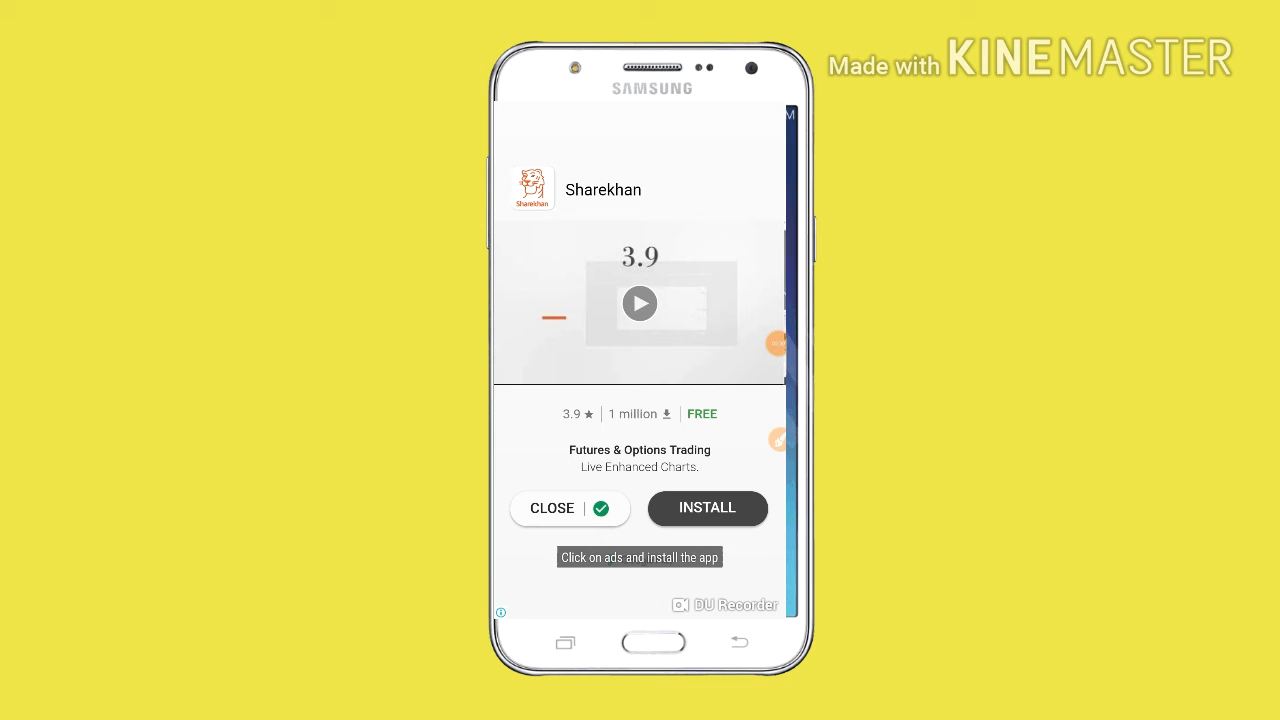 Made with KINEMASTER
SAMSUNG
M
Sharekhan
Sharekhan
3.9
3.9 ★ | 1 million | FREE
Futures & Options Trading
Live Enhanced Charts.
CLOSE | INSTALL
Click on ads and install the app
DU Recorder